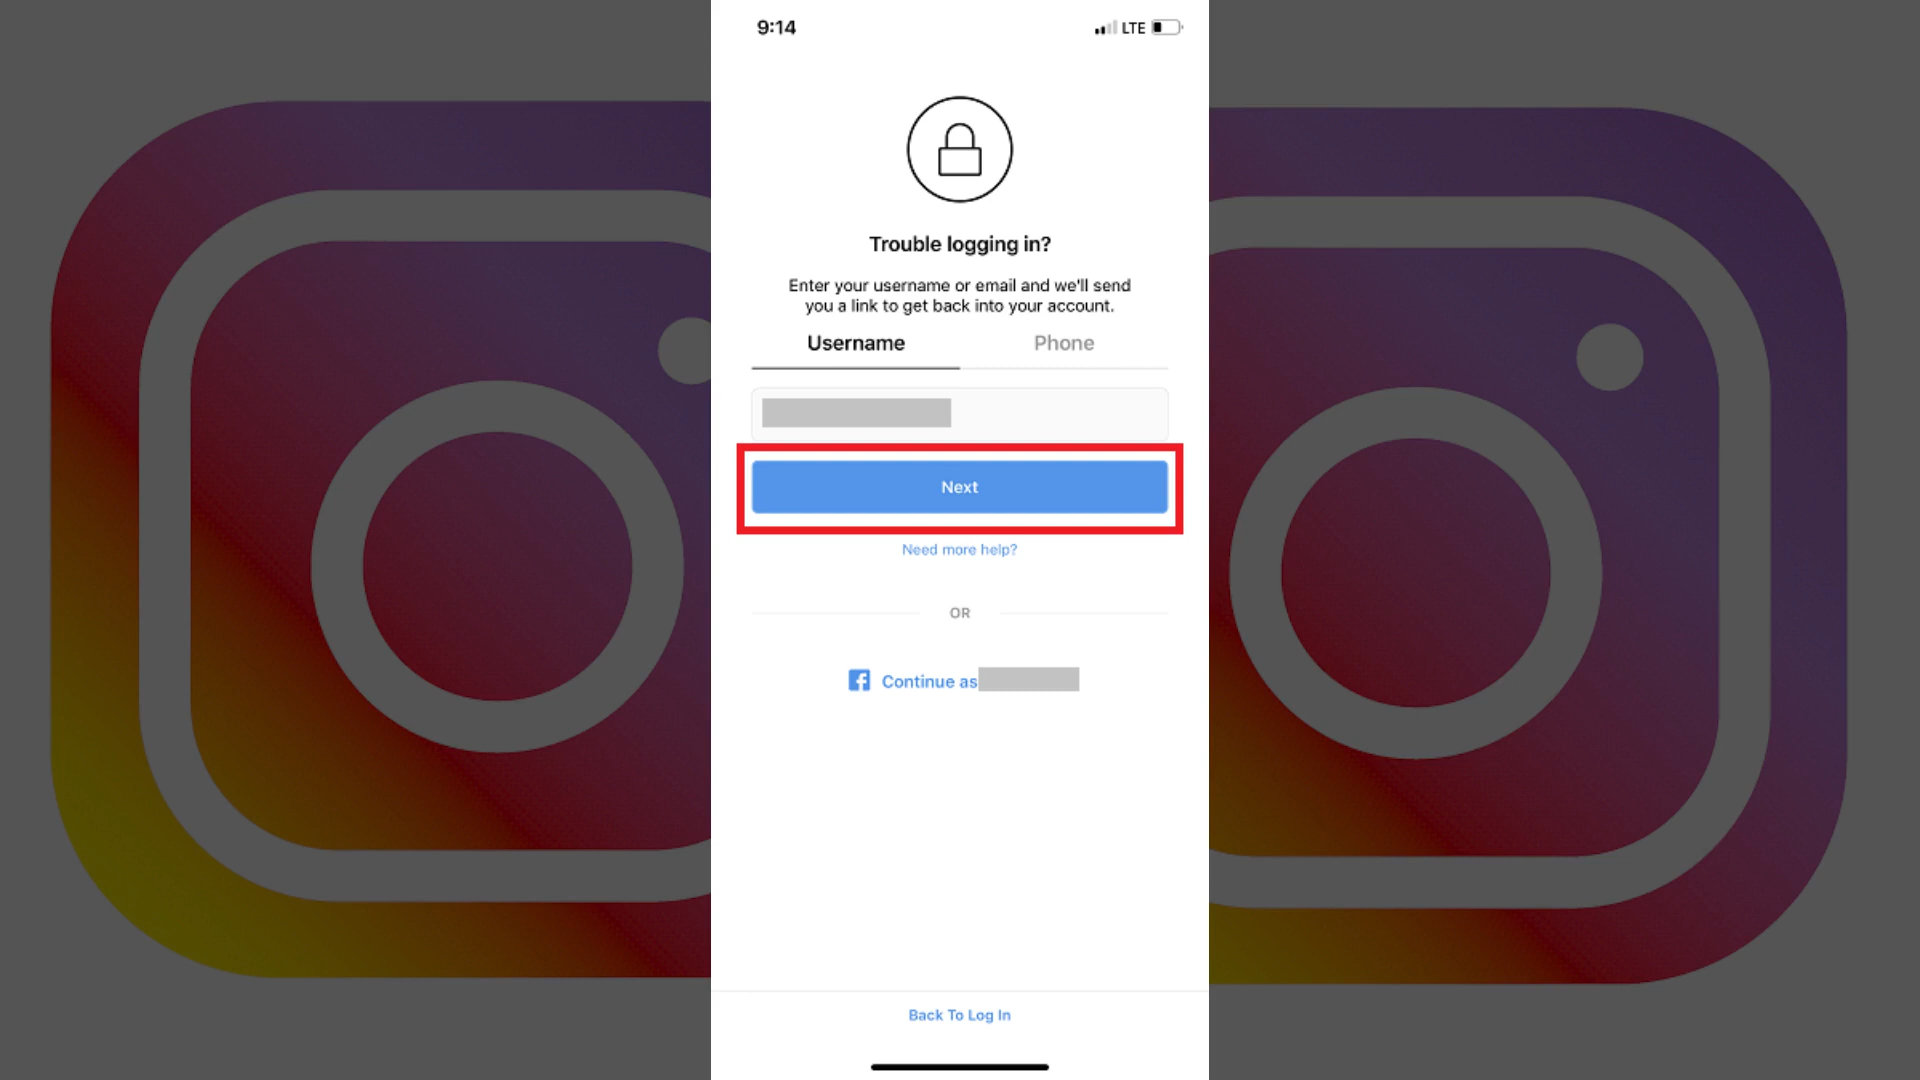 9:14
LTE
Trouble logging in?
Enter your username or email and we'll send
you a link to get back into your account.
Username
Phone
Next
Need more help?
OR
Continue as
Back To Log In